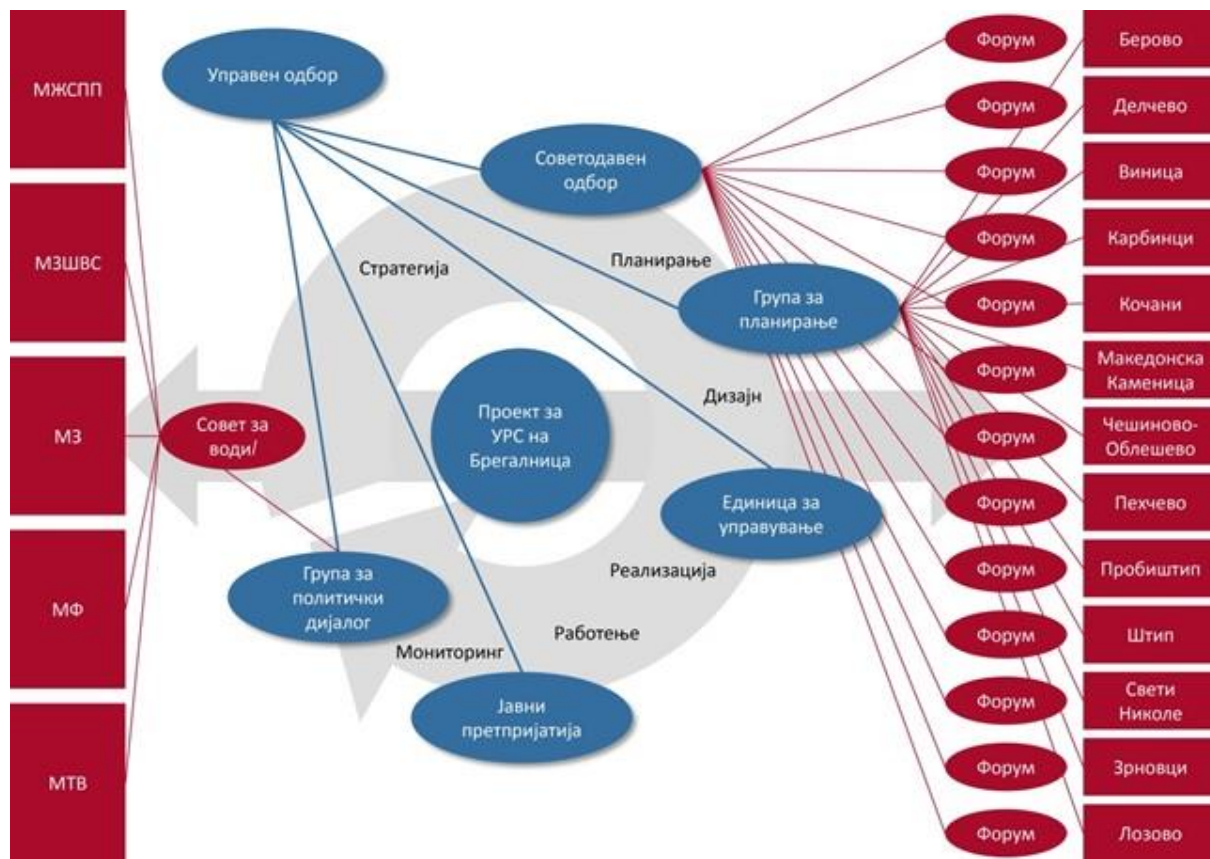 МЖСПП
МЗШВС
МЗ
МФ
МТВ
Управен одбор
Советодавен
одбор
Стратегија
Планирање
Група за
планирање
Дизајн
Проект за
УРС на
Брегалница
Совет за
води/
Единица за
управување
Група за
политички
дијалог
Реализација
Работење
Мониторинг
Јавни
претпријатија
Форум
Форум
Форум
Форум
Форум
Форум
Форум
Форум
Форум
Форум
Форум
Форум
Форум
Берово
Делчево
Виница
Карбинци
Кочани
Македонска
Каменица
Чешиново-
Облешево
Пехчево
Пробиштип
Штип
Свети
Николе
Зрновци
Лозово